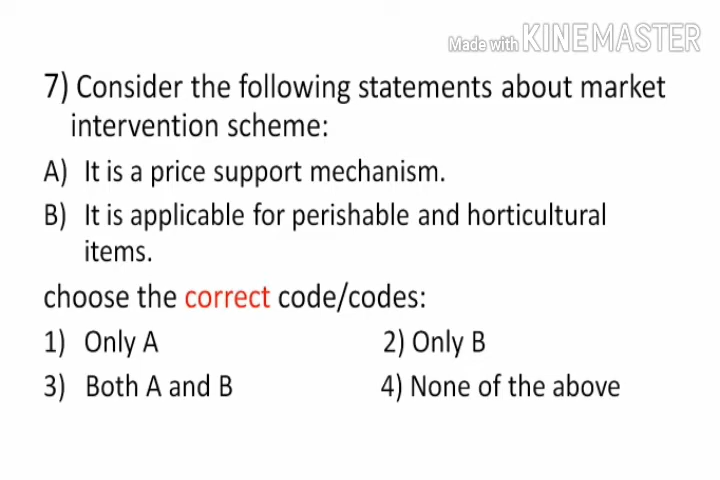 Made with KINEMASTER
7) Consider the following statements about market
intervention scheme:
A) It is a price support mechanism.
B) It is applicable for perishable and horticultural
items.
choose the correct code/codes:
1) Only A 2) Only B
3) Both A and B 4) None of the above